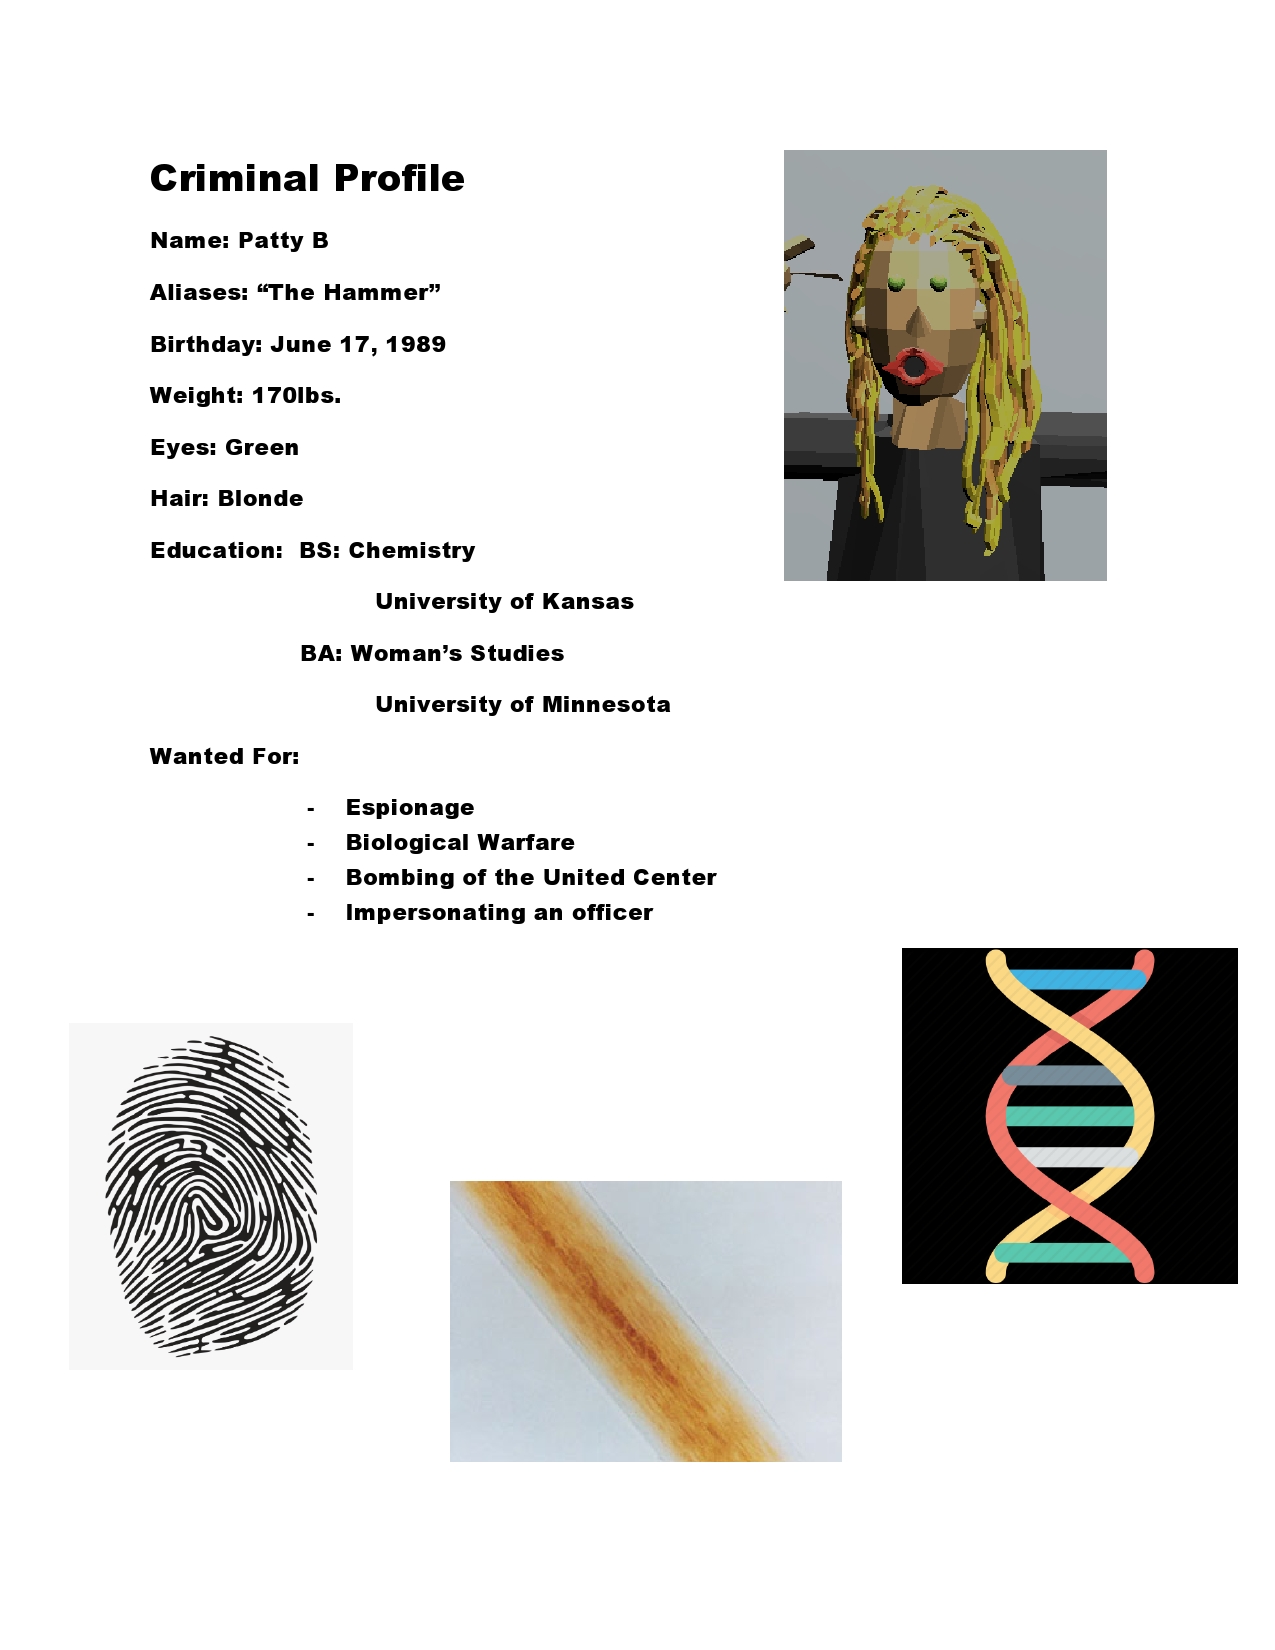 Criminal Profile
Name: Patty B
Aliases: “The Hammer”
Birthday: June 17, 1989
Weight: 170lbs.
Eyes: Green
Hair: Blonde
Education:  BS: Chemistry
University of Kansas
BA: Woman’s Studies
University of Minnesota
Wanted For:
- Espionage
- Biological Warfare
- Bombing of the United Center
- Impersonating an officer